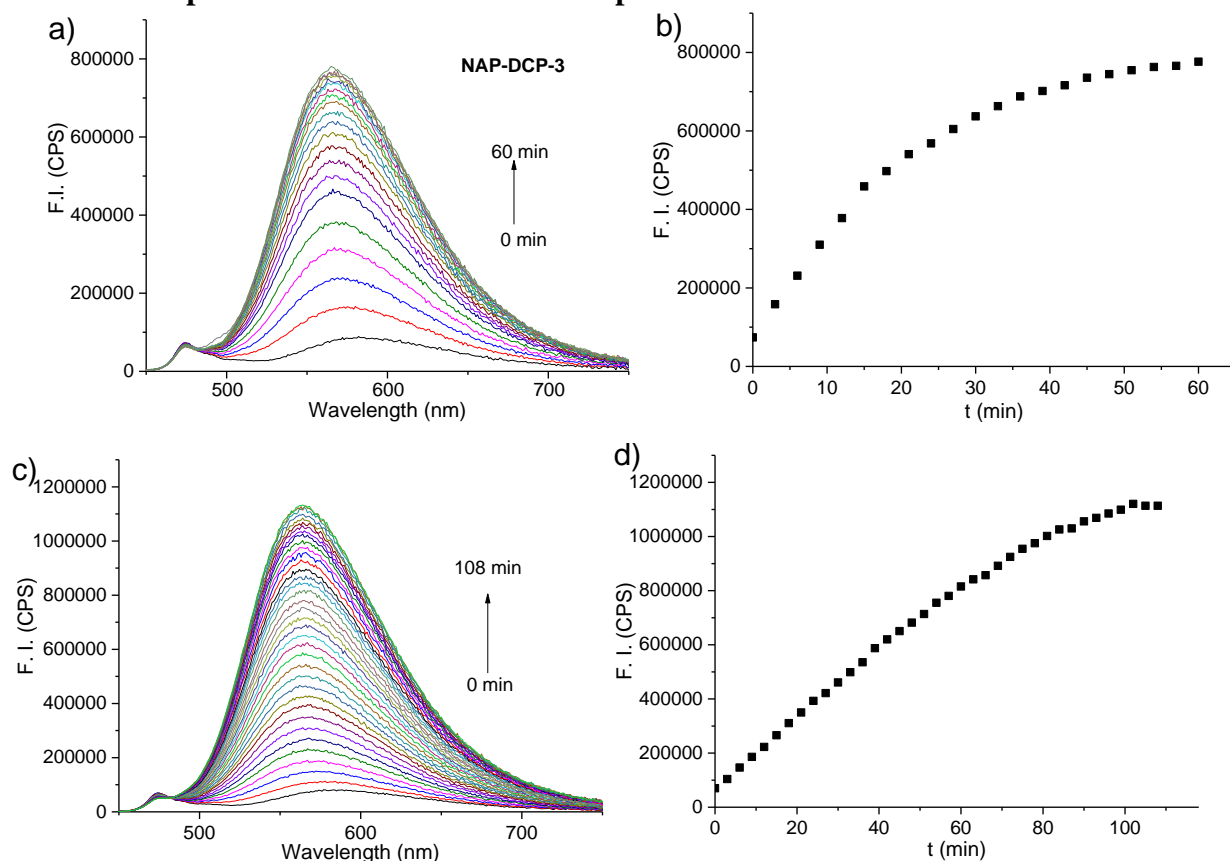 a)
NAP-DCP-3
60 min
0 min
F.I. (CPS)
800000
600000
400000
200000
0
500
600
700
Wavelength (nm)
b)
F. I. (CPS)
800000
600000
400000
200000
0
0
10
20
30
40
50
60
t (min)
c)
108 min
0 min
F. I. (CPS)
1200000
1000000
800000
600000
400000
200000
0
500
600
700
Wavelength (nm)
d)
F. I. (CPS)
1200000
1000000
800000
600000
400000
200000
0
0
20
40
60
80
100
t (min)